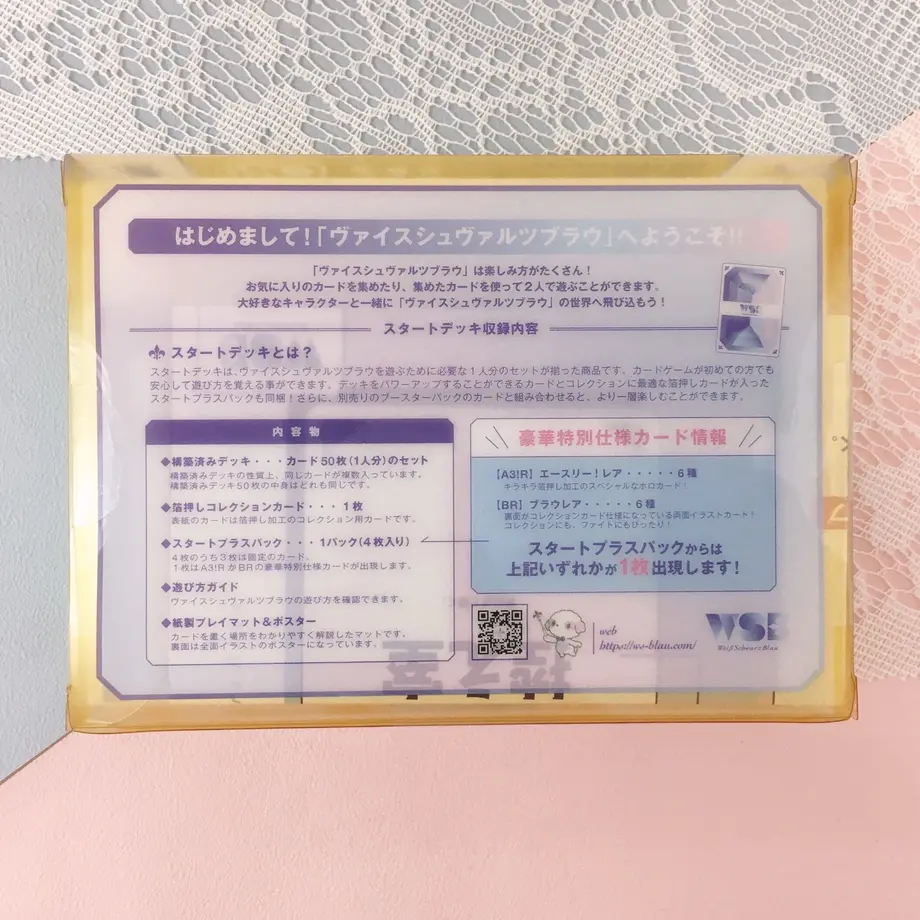 はじめまして!「ヴァイスシュヴァルツブラウ」へようこそ!!
「ヴァイスシュヴァルツブラウ」は楽しみ方がたくさん!
お気に入りのカードを集めたり、集めたカードを使って2人で遊ぶことができます。
大好きなキャラクターと一緒に「ヴァイスシュヴァルツブラウ」の世界へ飛び込もう!
スタートデッキ収録内容
スタートデッキとは?
スタートデッキは、ヴァイスシュヴァルツブラウを遊ぶために必要な1人分のセットが揃った商品です。カードゲームが初めての方でも
安心して遊び方を覚える事ができます。デッキをパワーアップすることができるカードとコレクションに最適な箔押しカードが入った
スタートプラスパックも同梱!さらに、別売りのブースターパックのカードと組み合わせると、より一層楽しむことができます。
内容物
◆構築済みデッキ・・・カード50枚(1人分)のセット
構築済みデッキの性質上、同じカードが複数入っています。
構築済みデッキ50枚の中身はどれも同じです。
◆箔押しコレクションカード・・・1枚
表紙のカードは箔押し加工のコレクション用カードです。
◆スタートプラスパック・・・1パック(4枚入り)
4枚のうち3枚は固定のカード。
1枚はA3!RかBRの豪華特別仕様カードが出現します。
◆遊び方ガイド
ヴァイスシュヴァルツブラウの遊び方を確認できます。
◆紙製プレイマット&ポスター
カードを置く場所をわかりやすく解説したマットです。
裏面は全面イラストのポスターになっています。
豪華特別仕様カード情報
【A3!R】エースリー!レア・・・・・6種
キラキラ箔押し加工のスペシャルなホロカード!
【BR】ブラウレア・・・・・6種
裏面がコレクションカード仕様になっている両面イラストカード!
コレクションにも、ファイトにもぴったり!
スタートプラスパックからは
上記いずれかが1枚出現します!
web
https://ws-blau.com/
WSB
Weiß Schwarz Blau